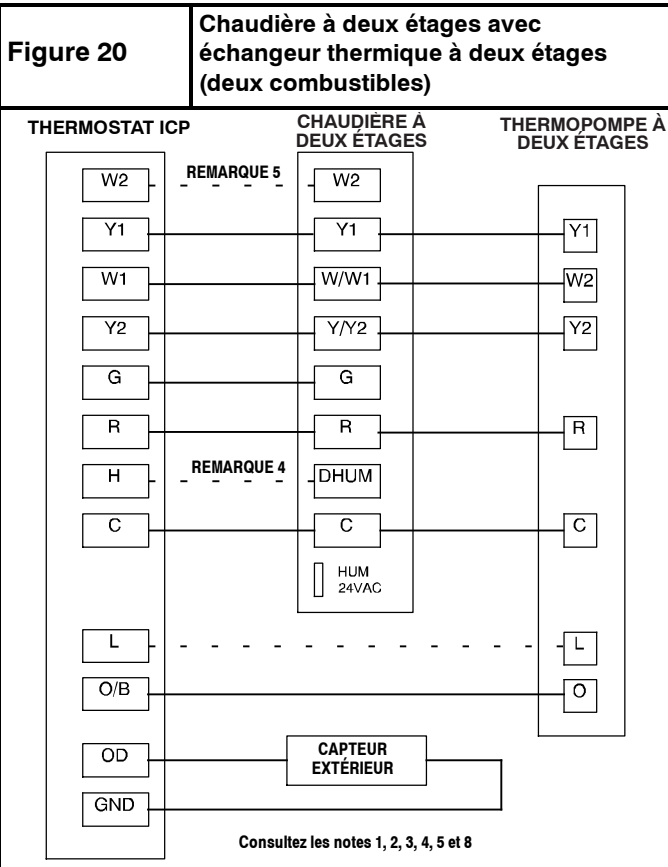 Figure 20
Chaudière à deux étages avec
échangeur thermique à deux étages
(deux combustibles)
THERMOSTAT ICP
CHAUDIÈRE À
DEUX ÉTAGES
THERMOPOMPE À
DEUX ÉTAGES
W2 REMARQUE 5 W2
Y1 Y1 Y1
W1 W/W1 W2
Y2 Y/Y2 Y2
G G
R R R
H REMARQUE 4 DHUM
C C C
HUM
24VAC
L L
O/B O
OD CAPTEUR
EXTÉRIEUR
GND
Consultez les notes 1, 2, 3, 4, 5 et 8